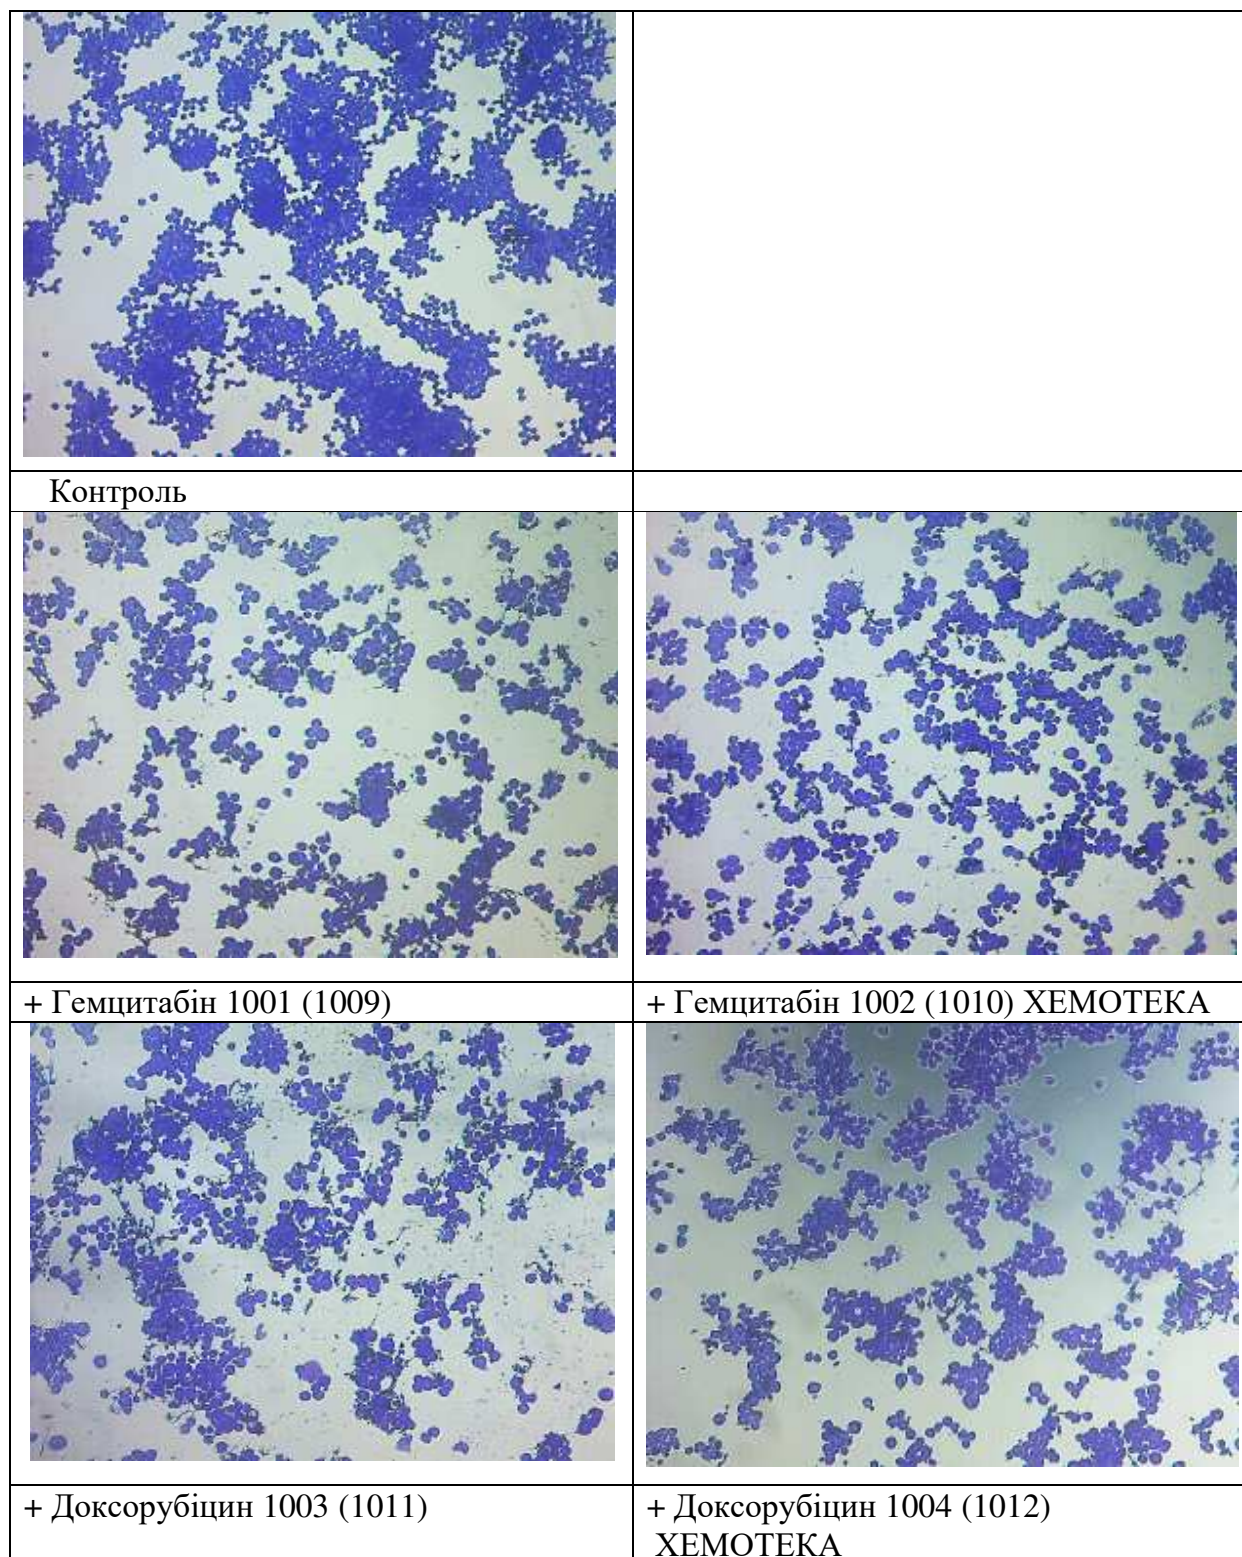 Контроль
+ Гемцитабін 1001 (1009)
+ Гемцитабін 1002 (1010) ХЕМОТЕКА
+ Доксорубіцин 1003 (1011)
+ Доксорубіцин 1004 (1012)
ХЕМОТЕКА